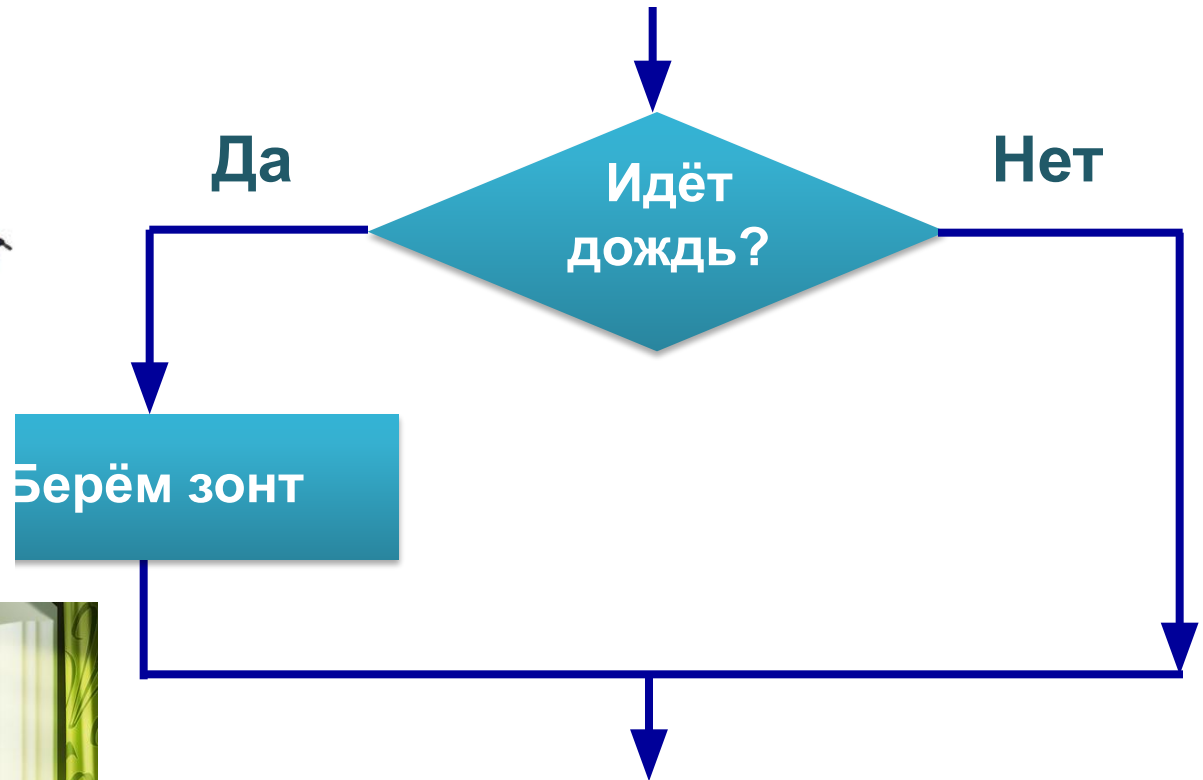 Да
Нет
Идёт
дождь?
Берём зонт